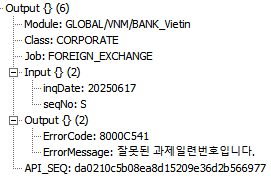 Output {} (6)
Module: GLOBAL/VNM/BANK_Vietin
Class: CORPORATE
Job: FOREIGN_EXCHANGE
Input {} (2)
inqDate: 20250617
seqNo: S
Output {} (2)
ErrorCode: 8000C541
ErrorMessage: 잘못된 과제일련번호입니다.
API_SEQ: da0210c5b08ea8d15209e36d2b566977